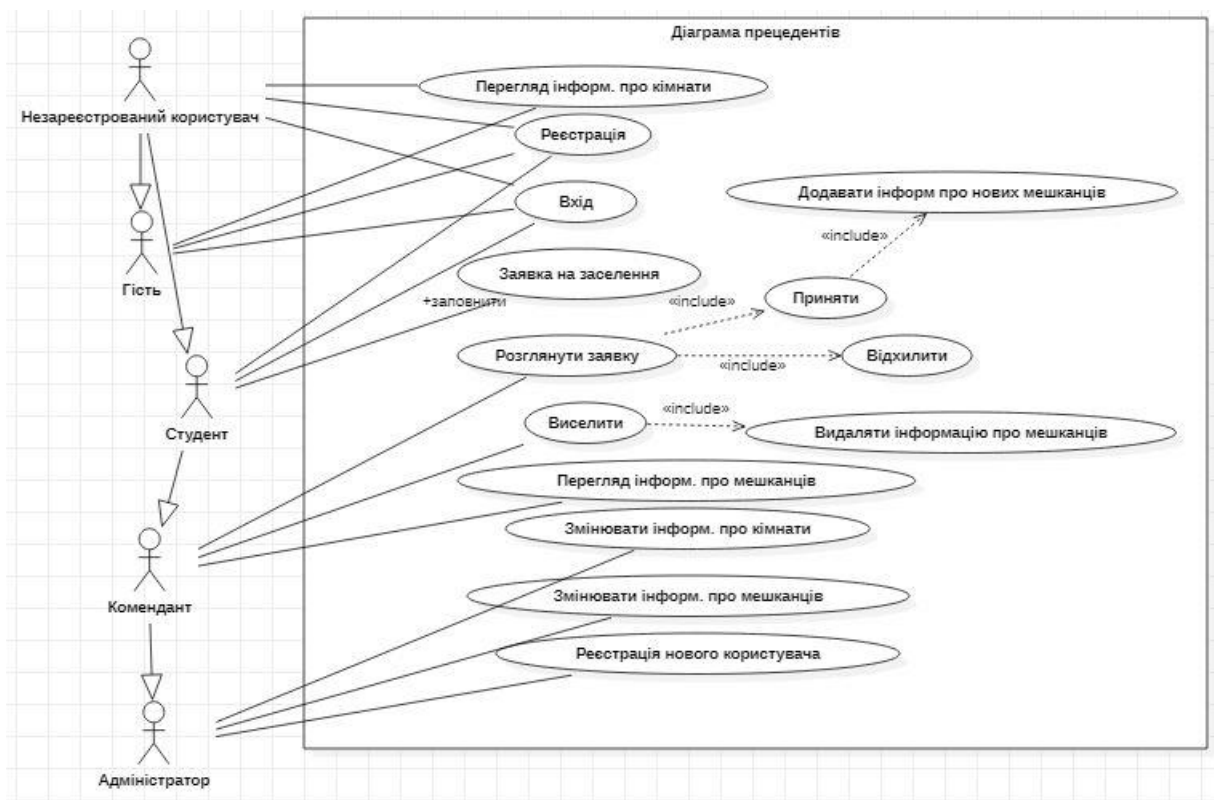 Діаграма прецедентів
Незареєстрований користувач
Перегляд інформ. про кімнати
Реєстрація
Додавати інформ про нових мешканців
Вхід
«include»
Гість
Заявка на заселення
+заповнити
«include»
Приняти
Розглянути заявку
«include»
Відхилити
Студент
Виселити
«include»
Видаляти інформацію про мешканців
Перегляд інформ. про мешканців
Змінювати інформ. про кімнати
Комендант
Змінювати інформ. про мешканців
Реєстрація нового користувача
Адміністратор